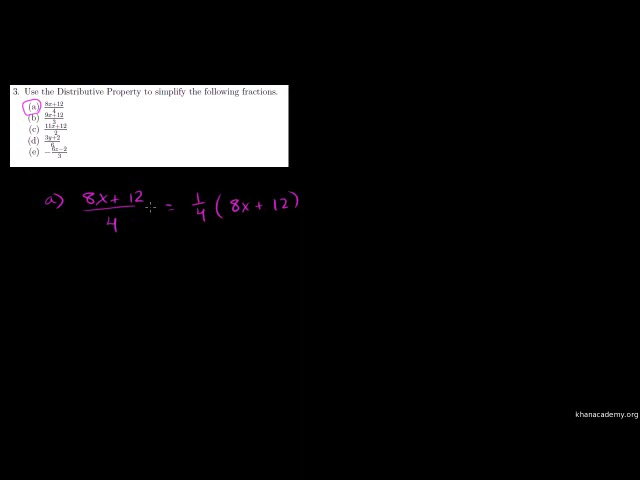 3. Use the Distributive Property to simplify the following fractions.
(a) 8x+12/4
(b) 9x+12/3
(c) 11x+12/2
(d) 3y+2/6
(e) −6z−2/3
a) 8x + 12/4 = 1/4 (8x + 12)
khanacademy.org